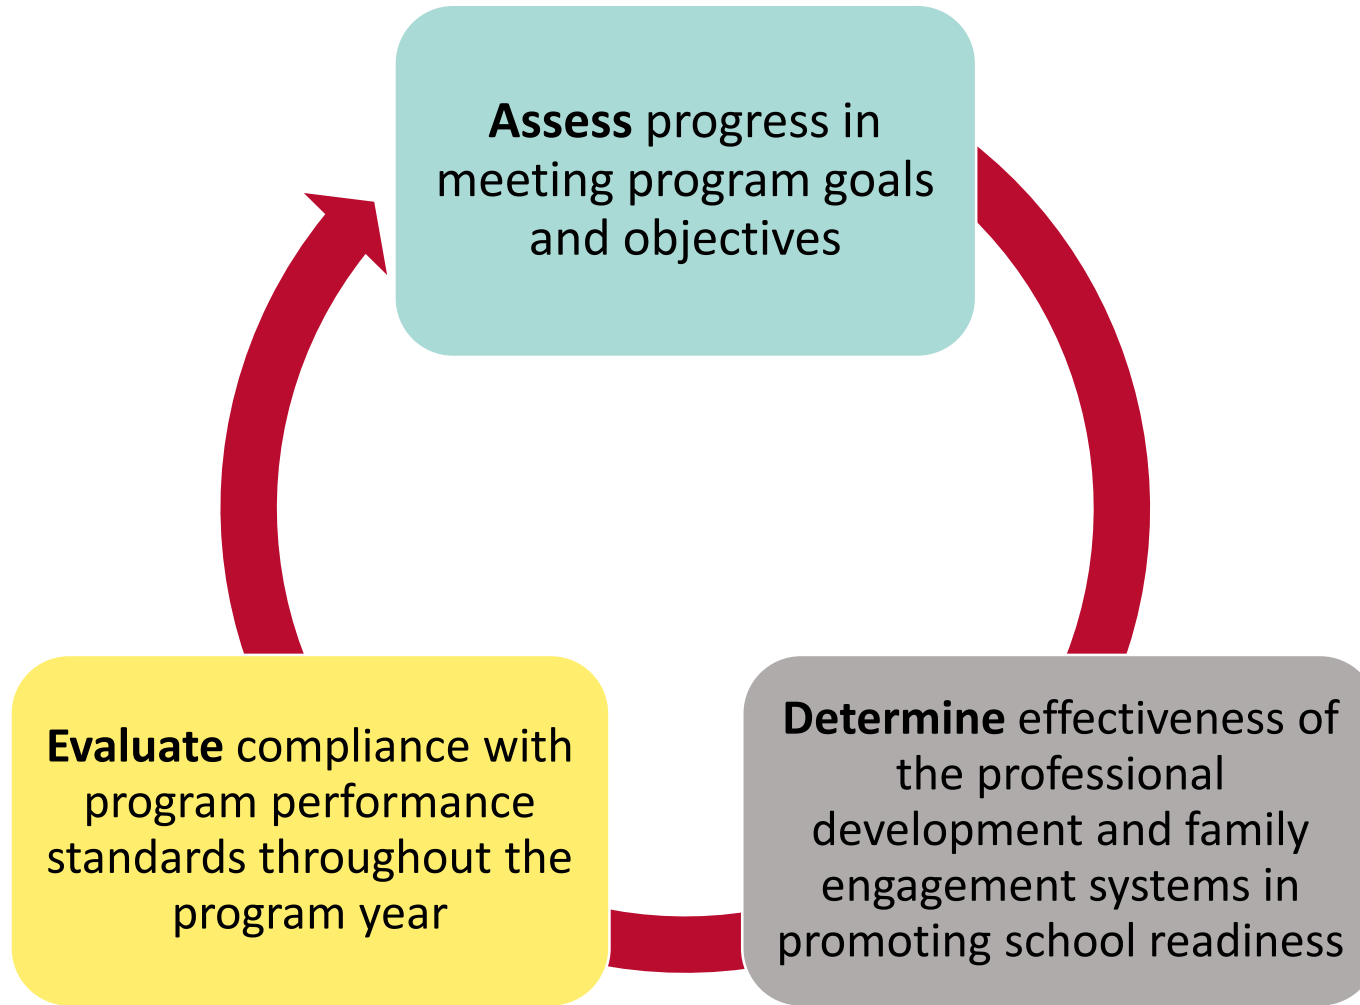 Assess progress in
meeting program goals
and objectives
Determine effectiveness of
the professional
development and family
engagement systems in
promoting school readiness
Evaluate compliance with
program performance
standards throughout the
program year